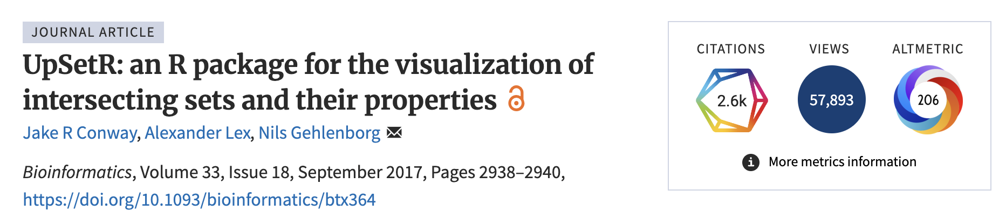 JOURNAL ARTICLE
UpSetR: an R package for the visualization of
intersecting sets and their properties
Jake R Conway, Alexander Lex, Nils Gehlenborg
Bioinformatics, Volume 33, Issue 18, September 2017, Pages 2938–2940,
https://doi.org/10.1093/bioinformatics/btx364
CITATIONS VIEWS ALTMETRIC
2.6k 57,893 206
More metrics information